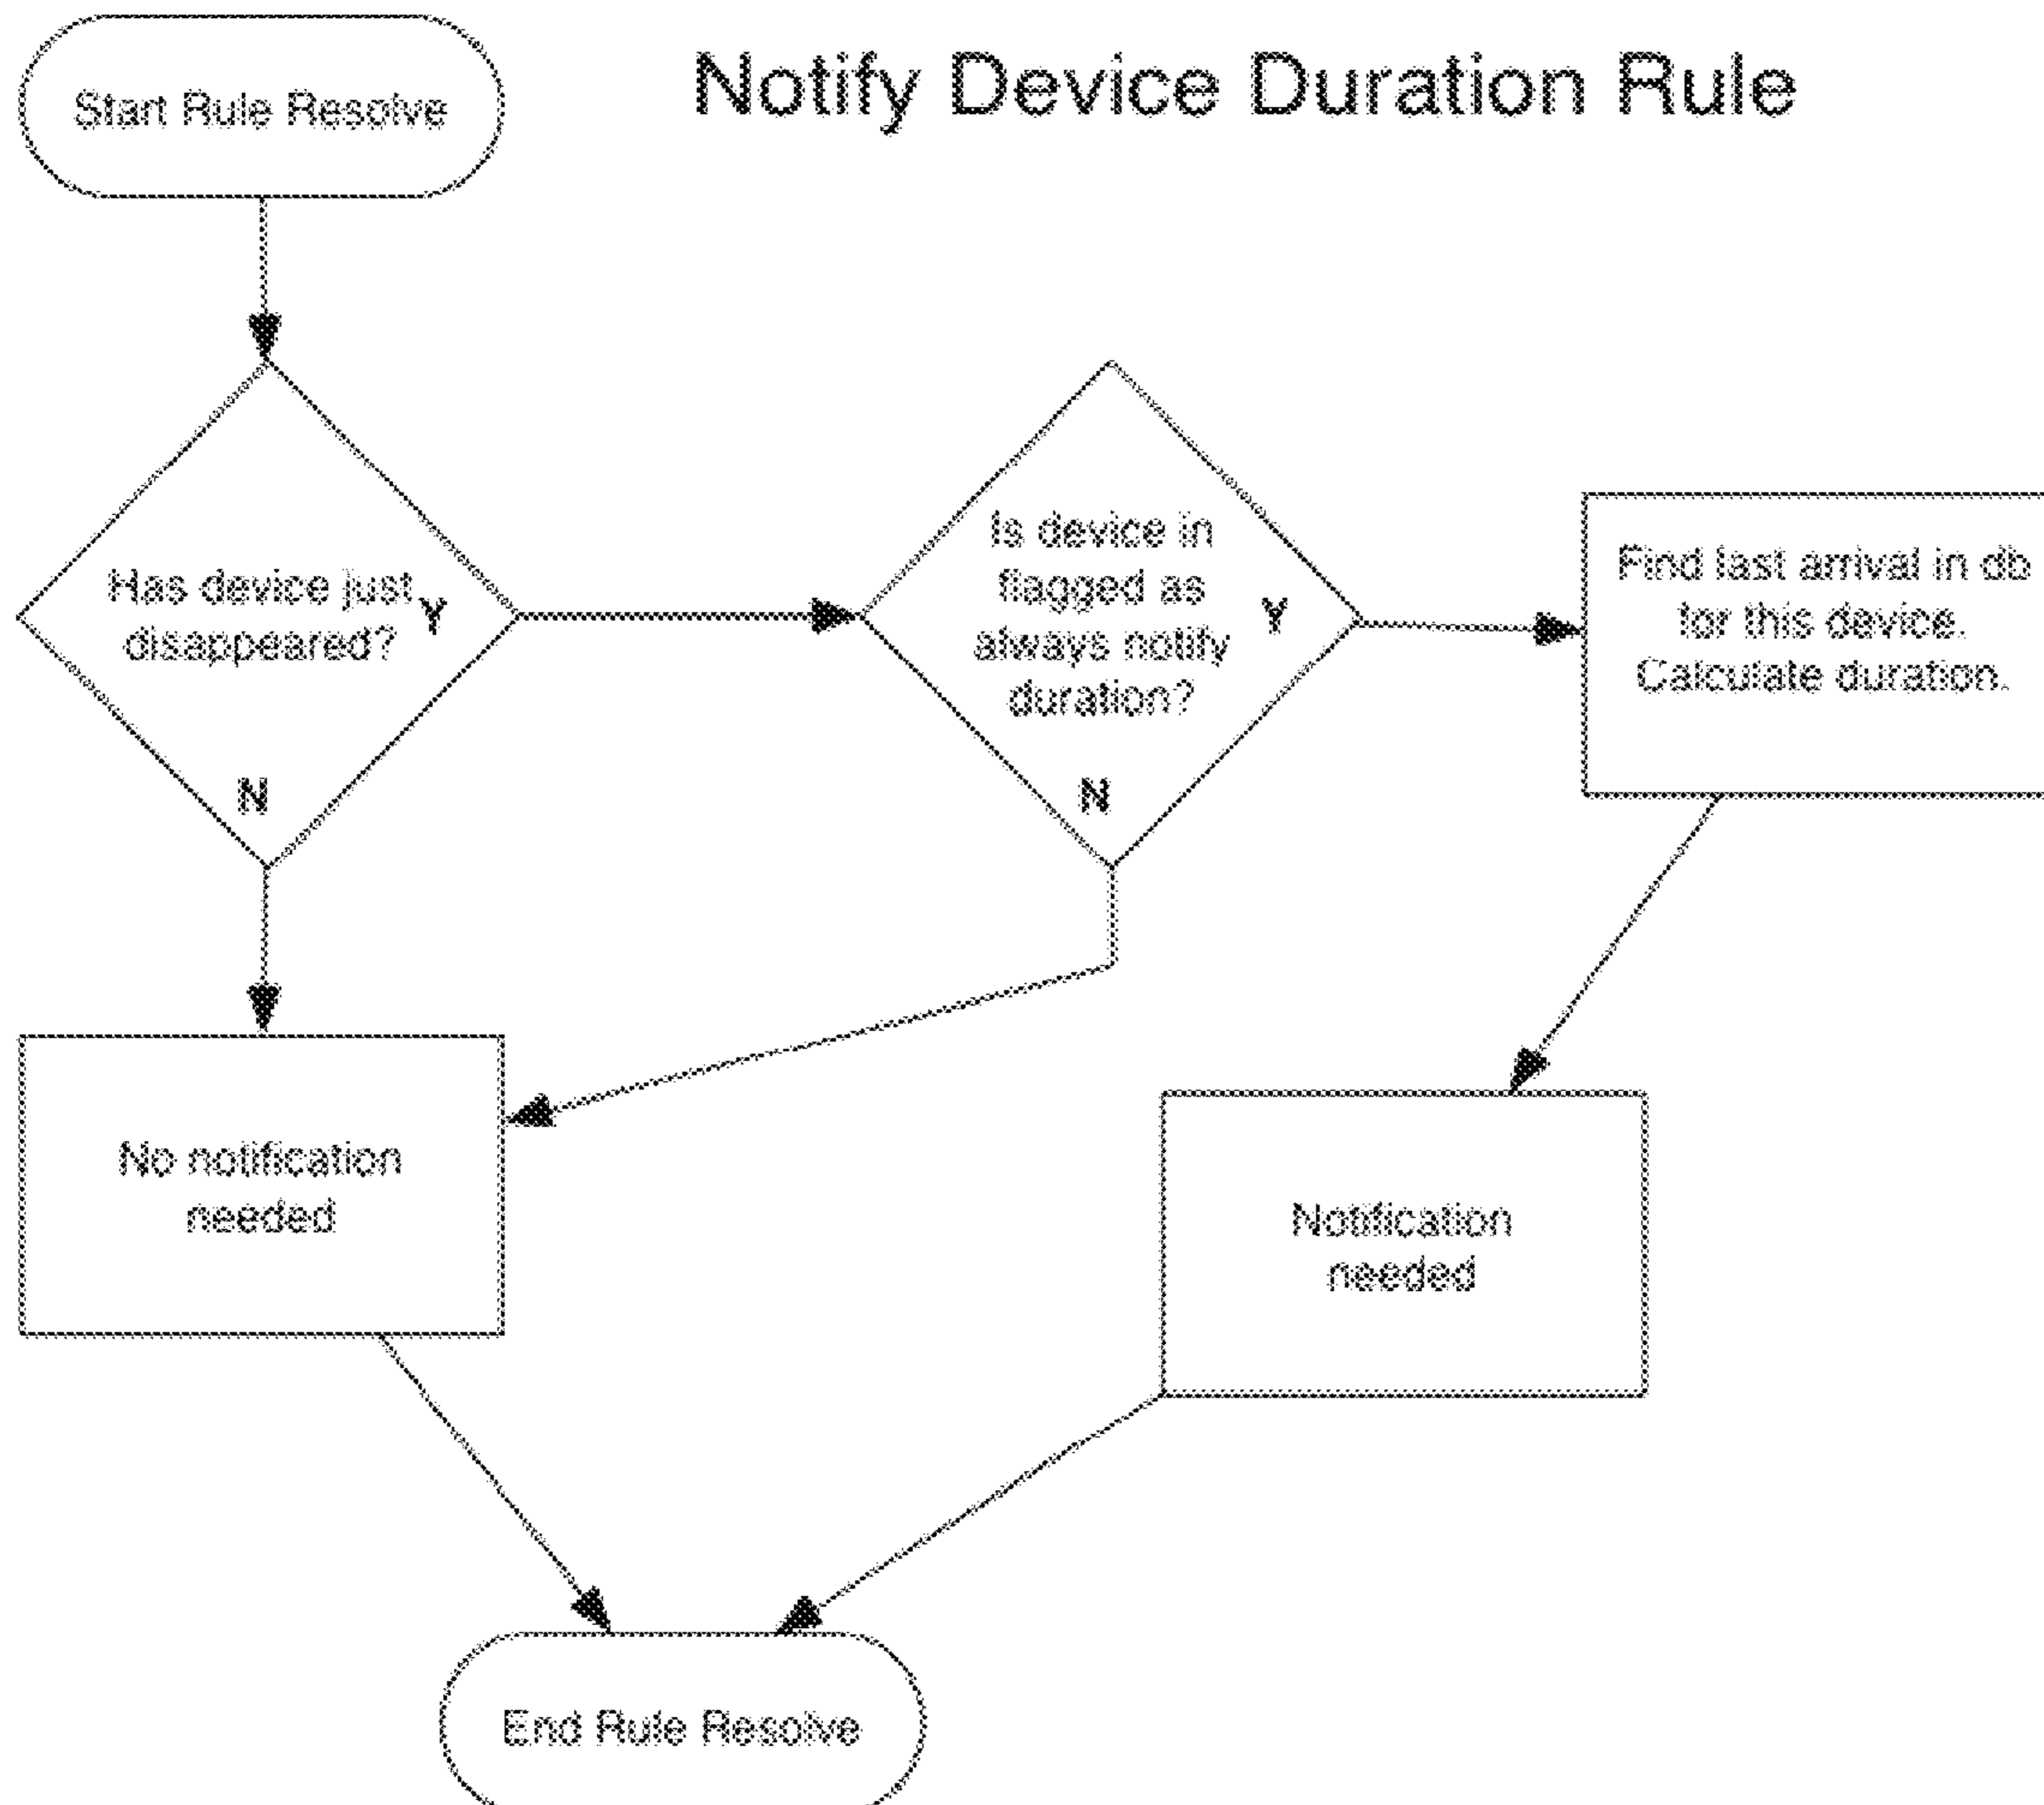 Start Rule Resolve
Notify Device Duration Rule
Has device just
disappeared?
Y
N
Is device in
flagged as
always notify
duration?
Y
N
Find last arrival in db
for this device.
Calculate duration.
No notification
needed
Notification
needed
End Rule Resolve